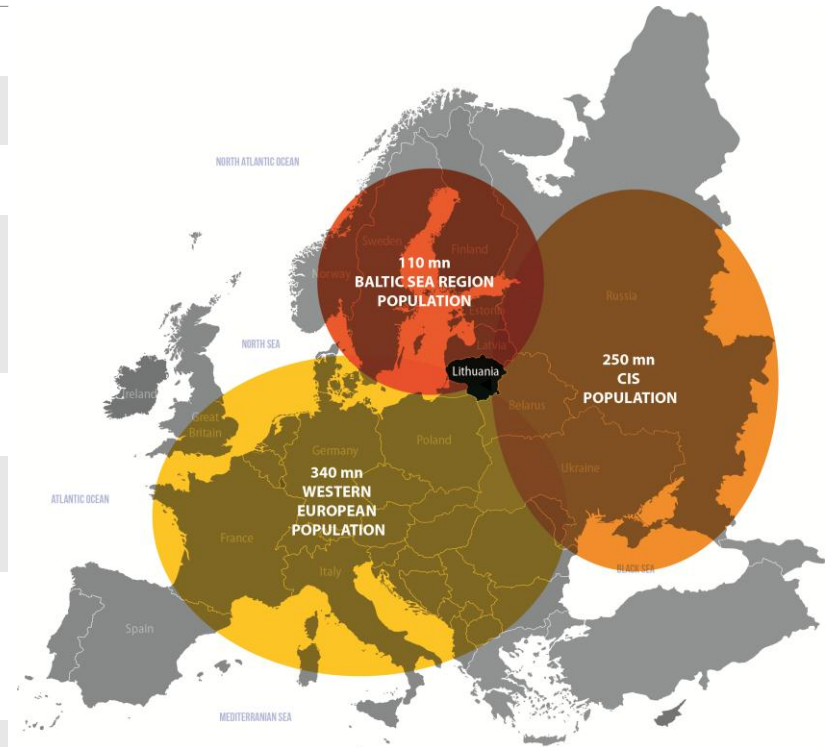 NORTH ATLANTIC OCEAN
Sweden
Finland
Norway
110 mn
BALTIC SEA REGION
POPULATION
Russia
Estonia
NORTH SEA
Latvia
Lithuania
250 mn
CIS
POPULATION
Ireland
Great
Britain
Belarus
Germany
Poland
340 mn
WESTERN
EUROPEAN
POPULATION
Ukraine
ATLANTIC OCEAN
France
Italy
BLACK SEA
Spain
MEDITERRANIAN SEA